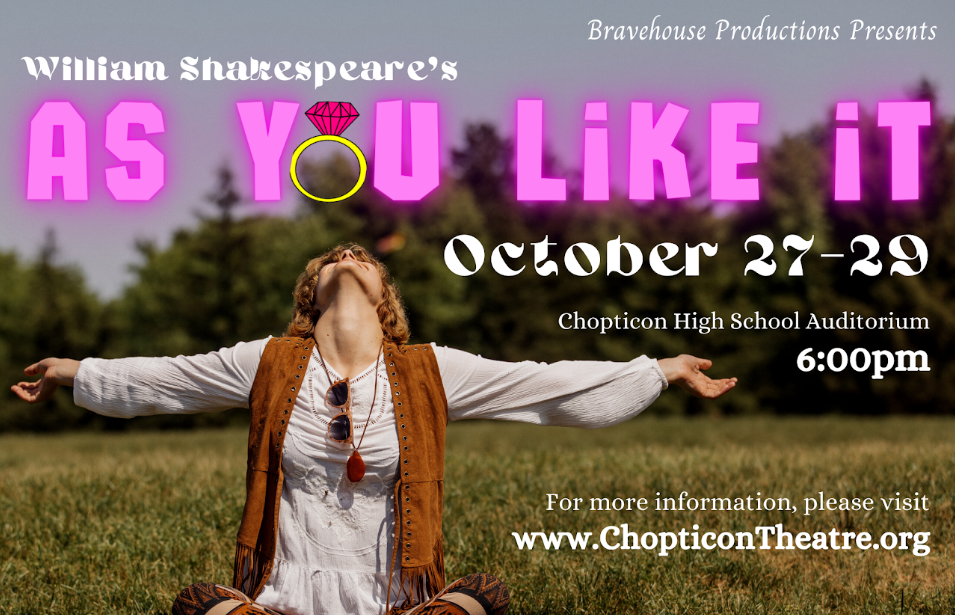 Bravehouse Productions Presents
William Shakespeare's
AS YOU LiKE iT
October 27-29
Chopticon High School Auditorium
6:00pm
For more information, please visit
www.ChopticonTheatre.org